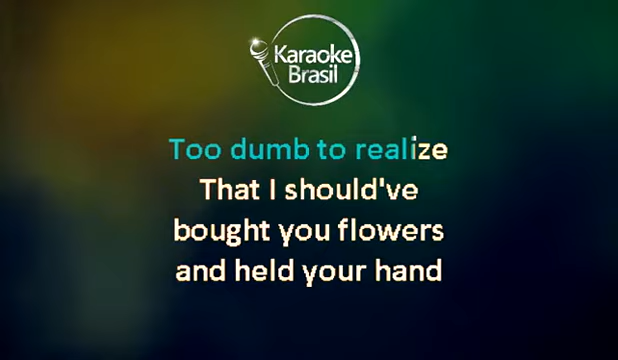 Karaoke
Brasil
Too dumb to realize
That I should've
bought you flowers
and held your hand